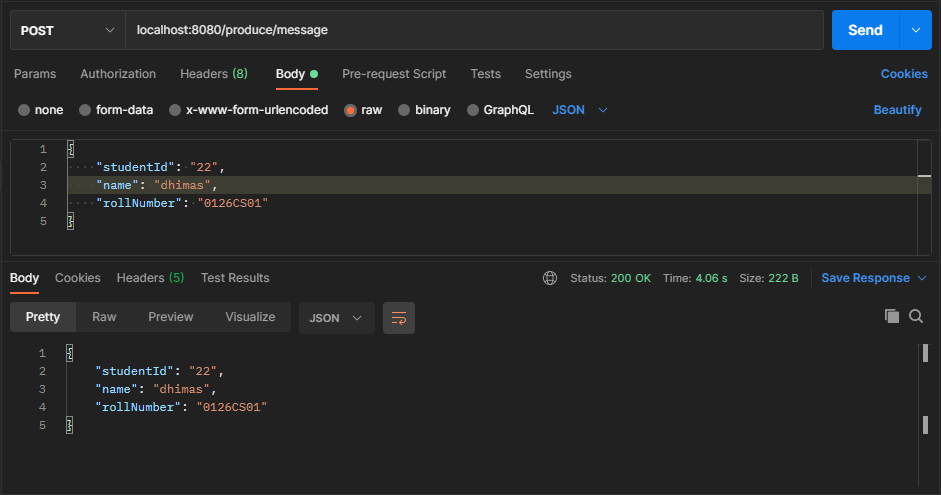 POST localhost:8080/produce/message Send
Params Authorization Headers (8) Body Pre-request Script Tests Settings Cookies
none form-data x-www-form-urlencoded raw binary GraphQL JSON Beautify
1 {
2 "studentId": "22",
3 "name": "dhimas",
4 "rollNumber": "0126CS01"
5 }
Body Cookies Headers (5) Test Results Status: 200 OK Time: 4.06 s Size: 222 B Save Response
Pretty Raw Preview Visualize JSON
1 {
2 "studentId": "22",
3 "name": "dhimas",
4 "rollNumber": "0126CS01"
5 }